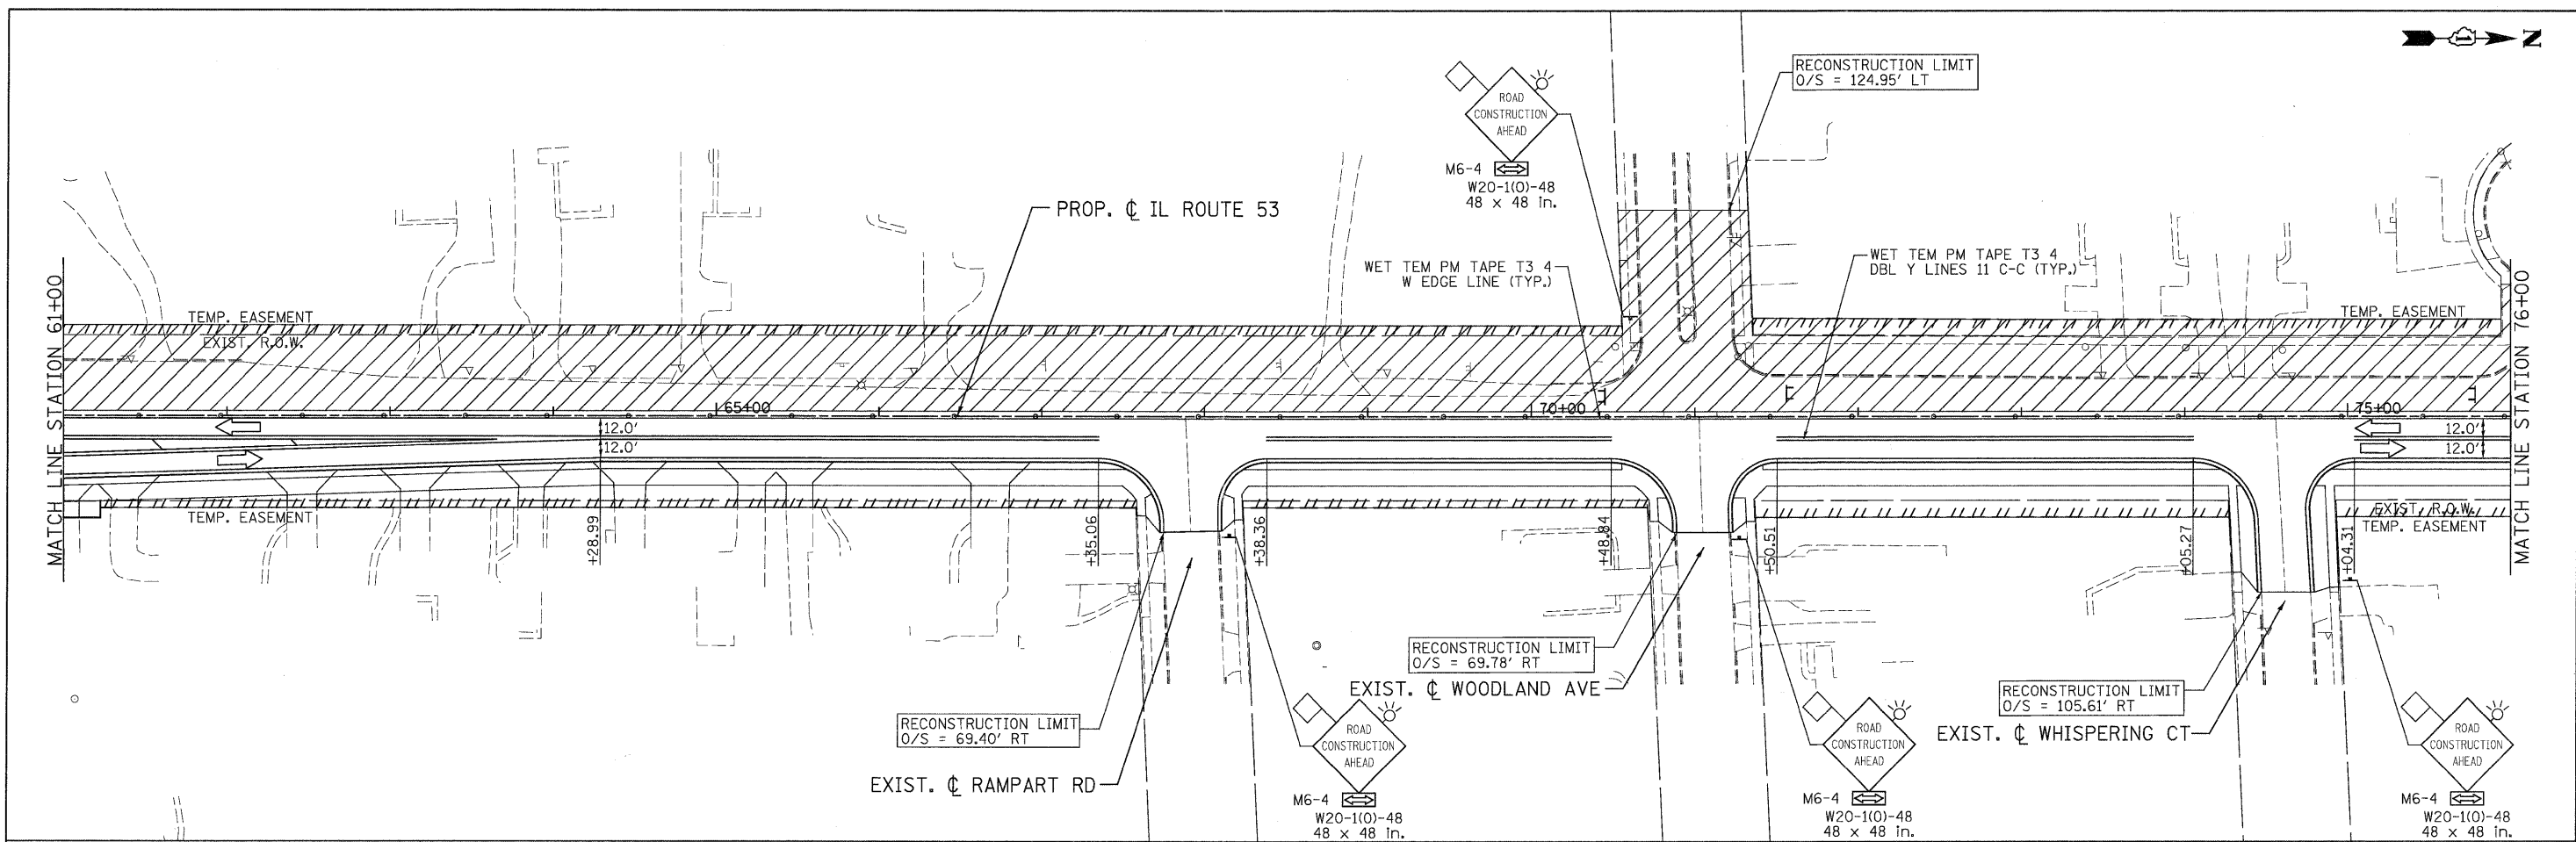 N
RECONSTRUCTION LIMIT
O/S = 124.95' LT
ROAD
CONSTRUCTION
AHEAD
M6-4
W20-1(O)-48
48 x 48 in.
PROP. ℄ IL ROUTE 53
WET TEM PM TAPE T3 4
W EDGE LINE (TYP.)
WET TEM PM TAPE T3 4
DBL Y LINES 11 C-C (TYP.)
MATCH LINE STATION 61+00
TEMP. EASEMENT
EXIST. R.O.W.
TEMP. EASEMENT
MATCH LINE STATION 76+00
65+00
70+00
75+00
12.0'
12.0'
12.0'
12.0'
TEMP. EASEMENT
EXIST. R.O.W.
TEMP. EASEMENT
+28.99
+35.06
+38.36
+48.84
+50.51
+05.27
+04.31
RECONSTRUCTION LIMIT
O/S = 69.40' RT
EXIST. ℄ RAMPART RD
ROAD
CONSTRUCTION
AHEAD
M6-4
W20-1(O)-48
48 x 48 in.
RECONSTRUCTION LIMIT
O/S = 69.78' RT
EXIST. ℄ WOODLAND AVE
ROAD
CONSTRUCTION
AHEAD
M6-4
W20-1(O)-48
48 x 48 in.
RECONSTRUCTION LIMIT
O/S = 105.61' RT
EXIST. ℄ WHISPERING CT
ROAD
CONSTRUCTION
AHEAD
M6-4
W20-1(O)-48
48 x 48 in.